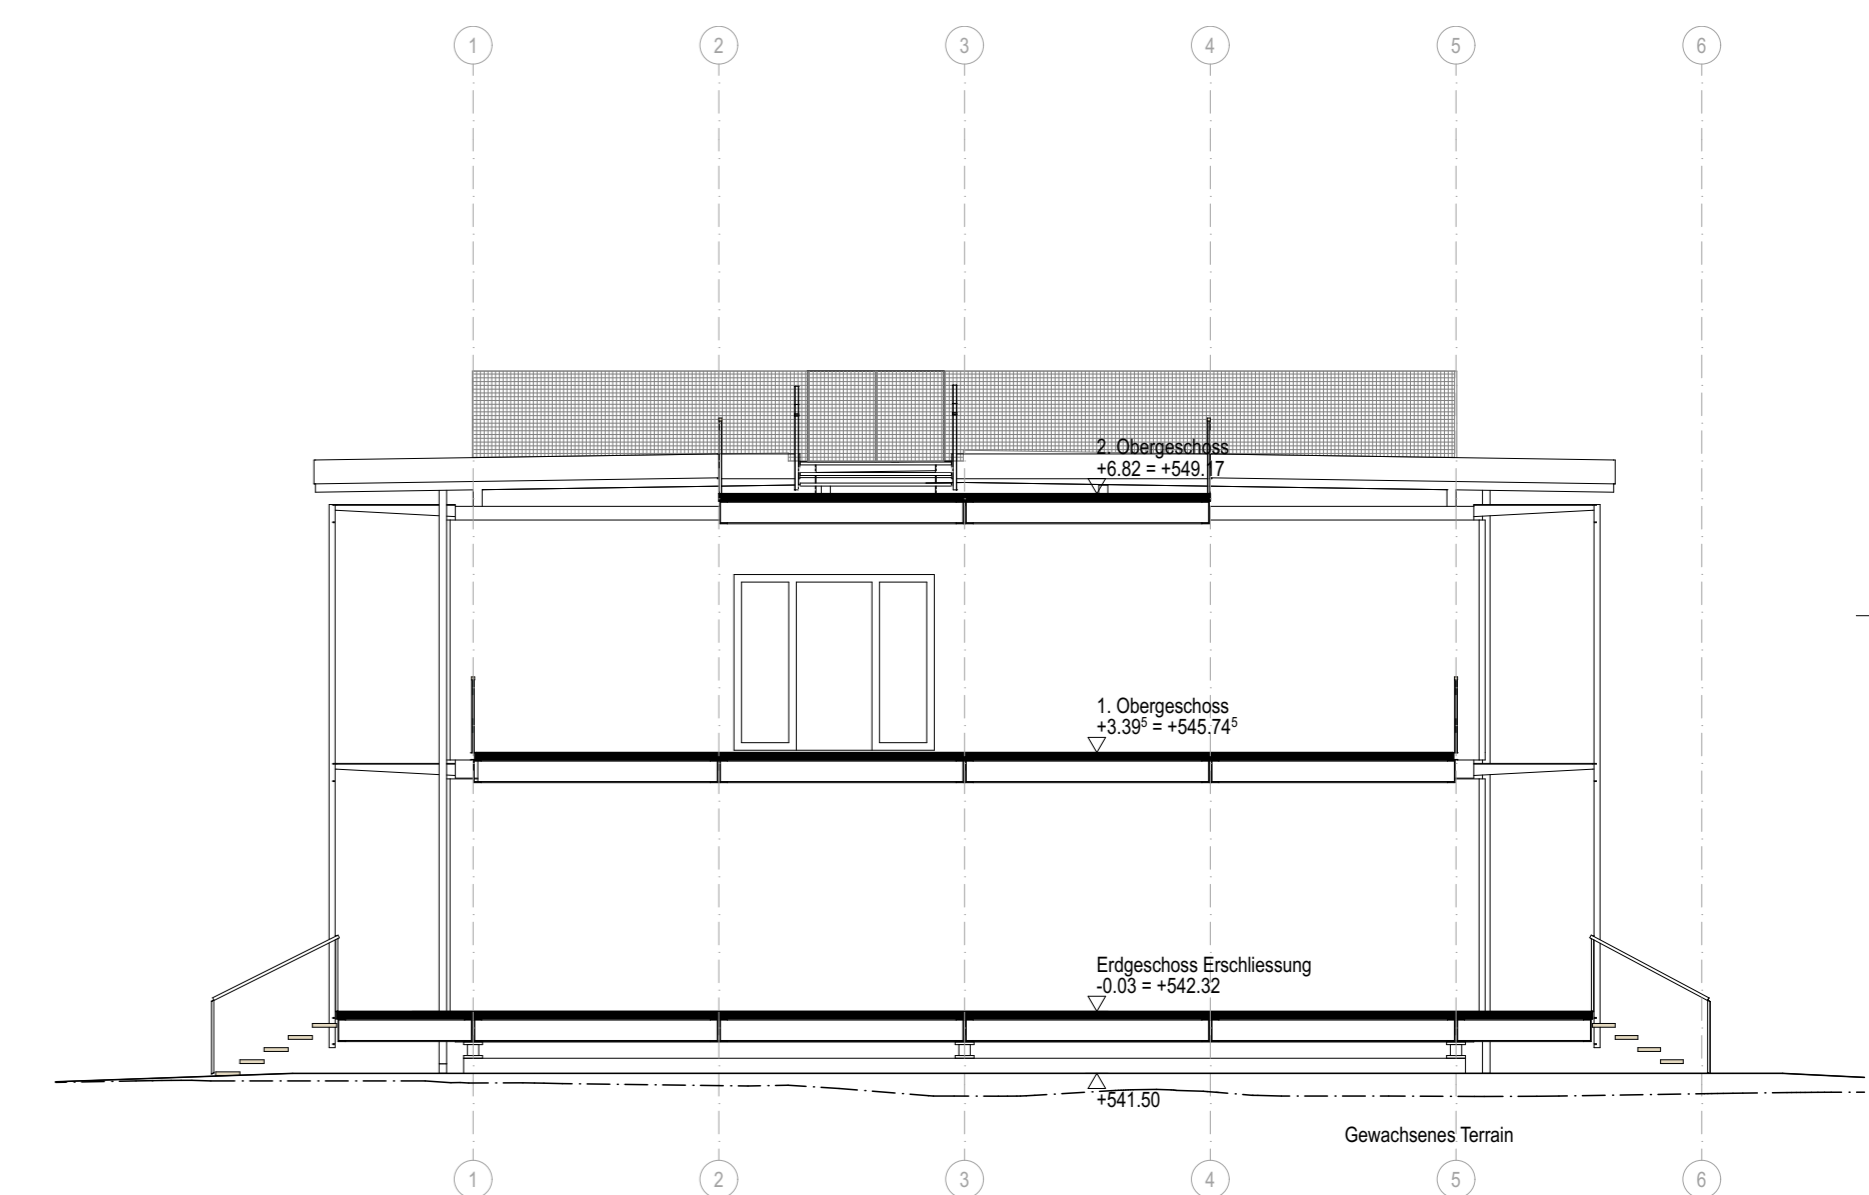 1 2 3 4 5 6
2. Obergeschoss
+6.82 = +549.17
1. Obergeschoss
+3.39⁵ = +545.74⁵
Erdgeschoss Erschliessung
-0.03 = +542.32
+541.50
Gewachsenes Terrain
1 2 3 4 5 6